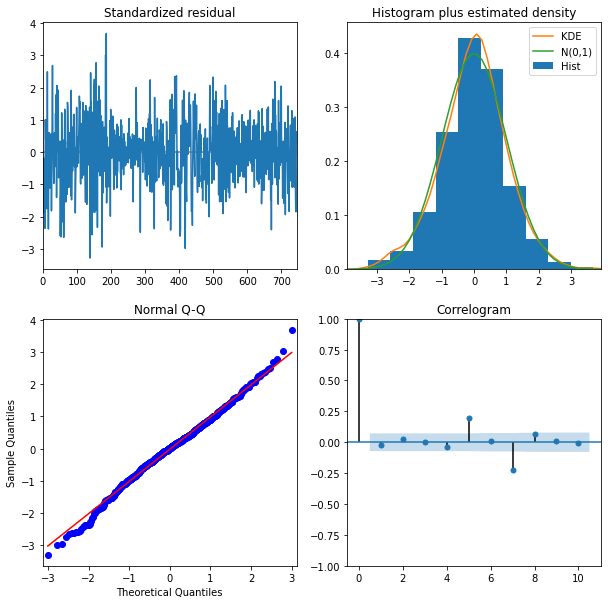 Standardized residual
4
3
2
1
0
−1
−2
−3
0 100 200 300 400 500 600 700
Histogram plus estimated density
KDE
N(0,1)
Hist
0.4
0.3
0.2
0.1
0.0
−3 −2 −1 0 1 2 3
Normal Q-Q
Sample Quantiles
4
3
2
1
0
−1
−2
−3
−3 −2 −1 0 1 2 3
Theoretical Quantiles
Correlogram
1.00
0.75
0.50
0.25
0.00
−0.25
−0.50
−0.75
−1.00
0 2 4 6 8 10